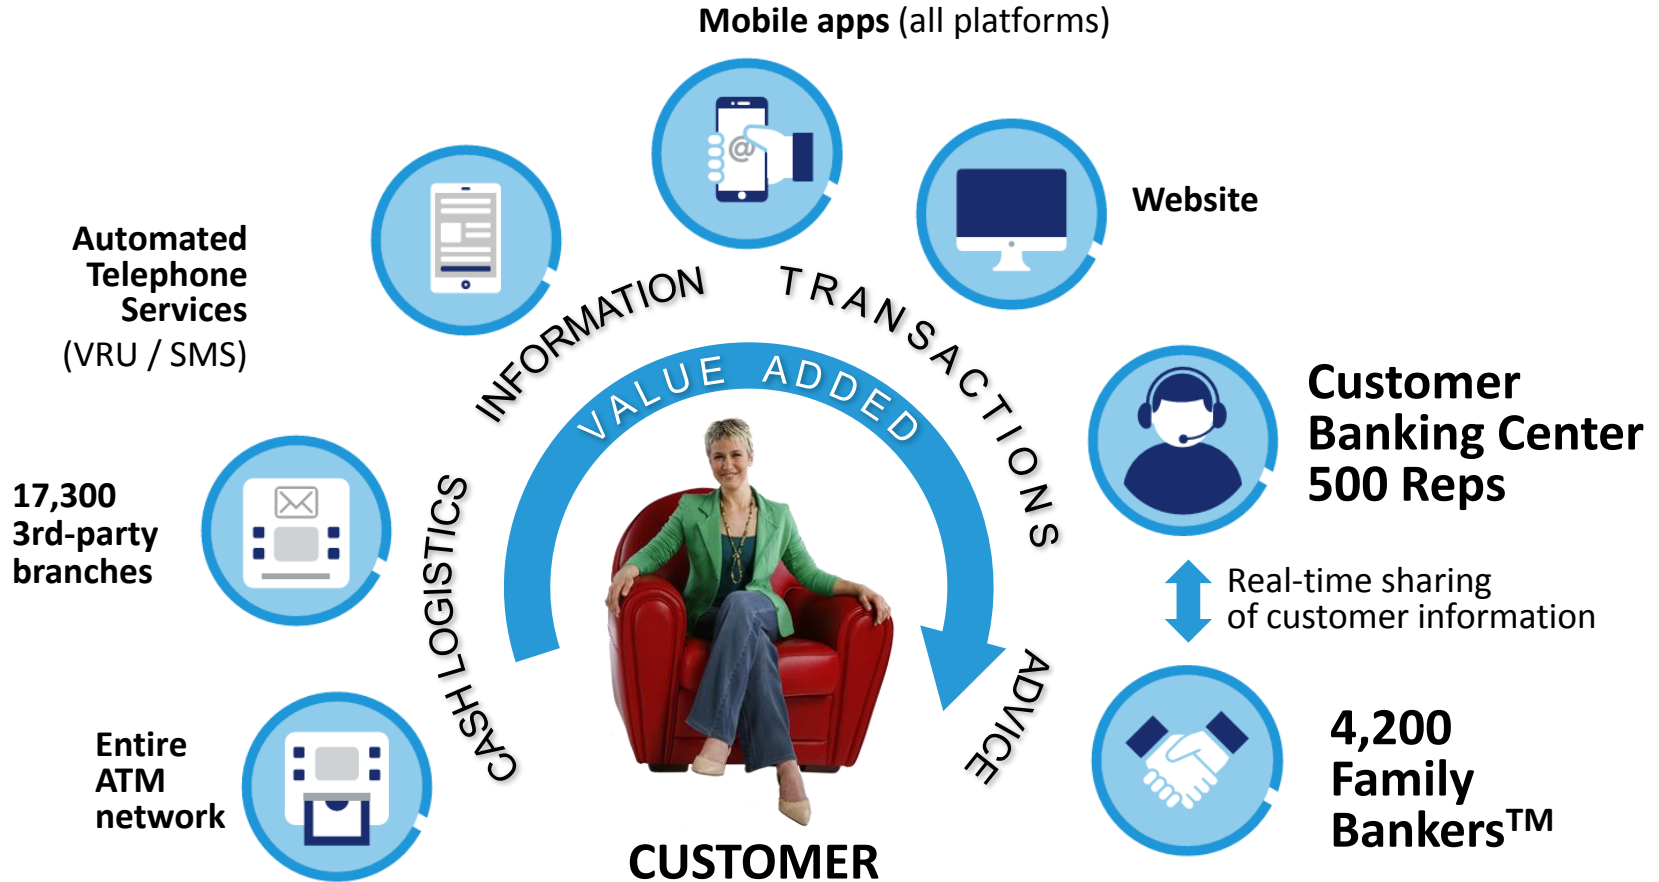 Mobile apps (all platforms)
Website
Automated
Telephone
Services
(VRU / SMS)
INFORMATION
TRANSACTIONS
VALUE ADDED
@
Customer
Banking Center
500 Reps
17,300
3rd-party
branches
CASH LOGISTICS
Real-time sharing
of customer information
ADVICE
Entire
ATM
network
4,200
Family
Bankers™
CUSTOMER